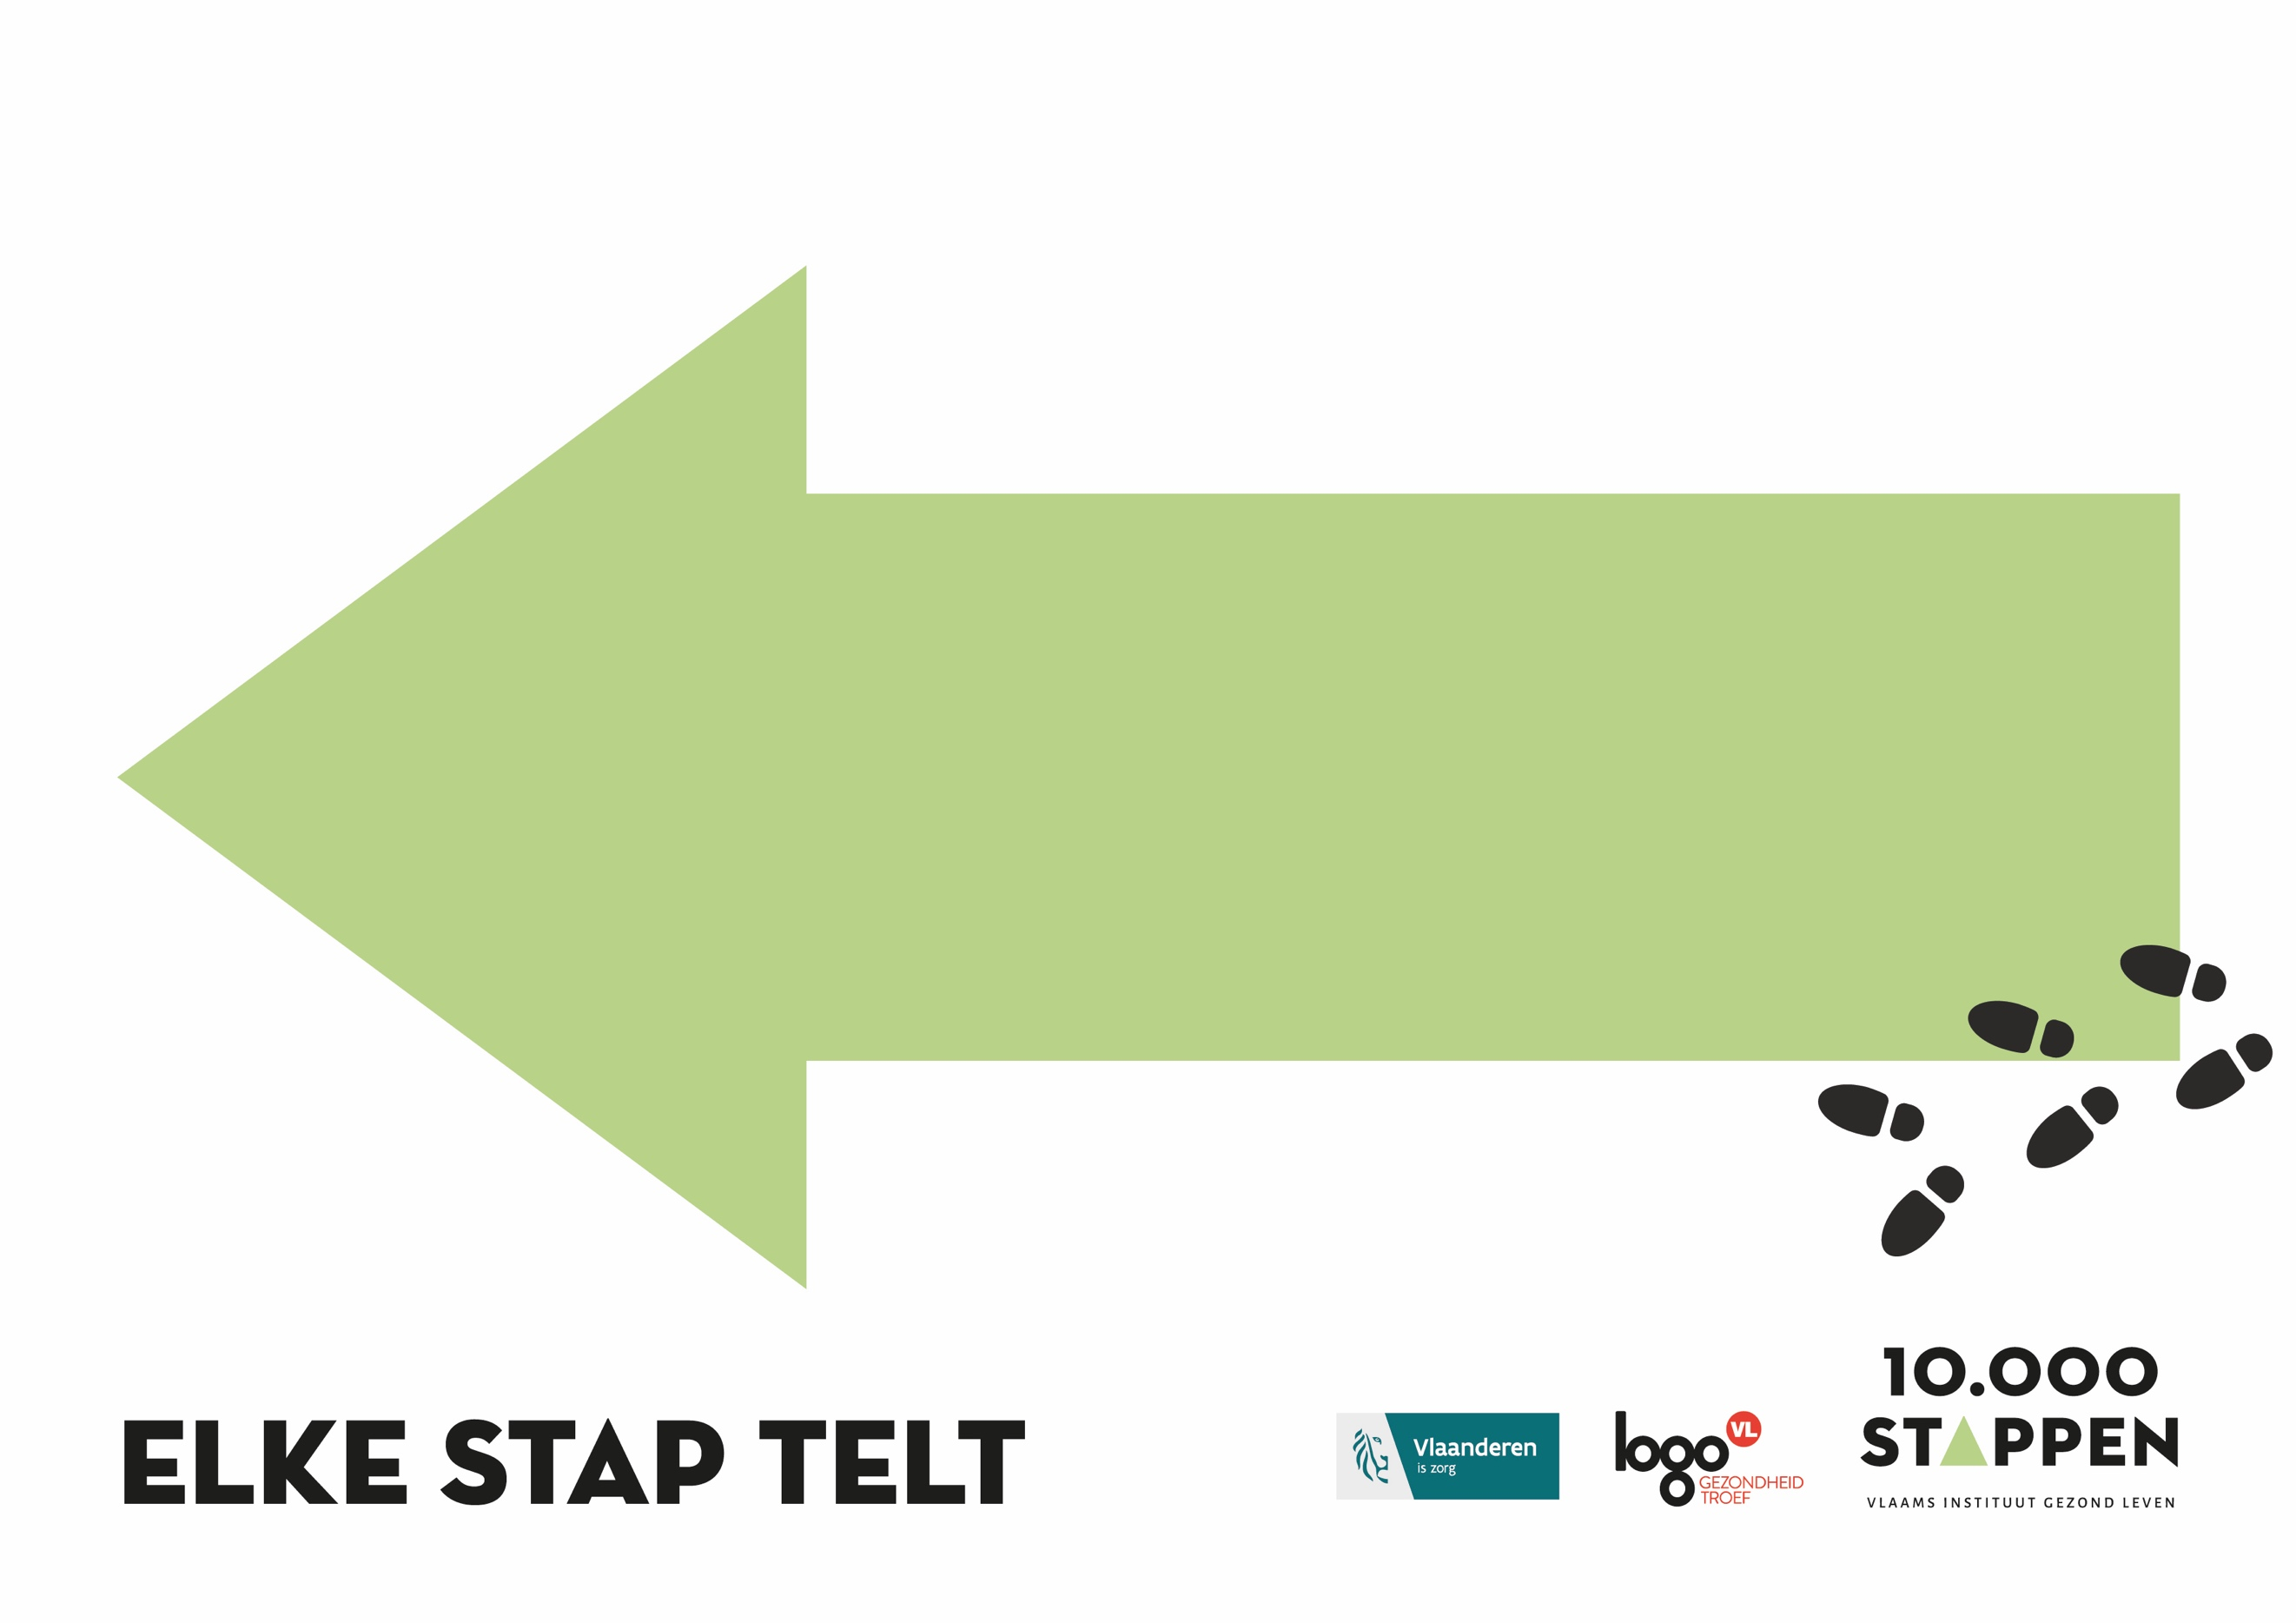 ELKE STAP TELT
Vlaanderen
is zorg
logo VL
GEZONDHEID
TROEF
10.000
STAPPEN
VLAAMS INSTITUUT GEZOND LEVEN